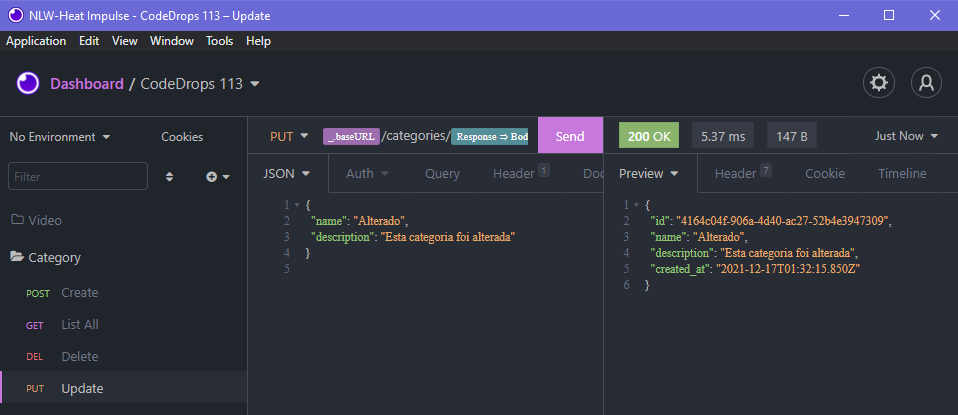 NLW-Heat Impulse - CodeDrops 113 – Update
Application Edit View Window Tools Help
Dashboard / CodeDrops 113
No Environment Cookies
Filter
Video
Category
POST Create
GET List All
DEL Delete
PUT Update
PUT _.baseURL/categories/Response ⇒ Bod Send
JSON Auth Query Header 1 Doc
1 {
2 "name": "Alterado",
3 "description": "Esta categoria foi alterada"
4 }
5
200 OK 5.37 ms 147 B Just Now
Preview Header 7 Cookie Timeline
1 {
2 "id": "4164c04f-906a-4d40-ac27-52b4e3947309",
3 "name": "Alterado",
4 "description": "Esta categoria foi alterada",
5 "created_at": "2021-12-17T01:32:15.850Z"
6 }